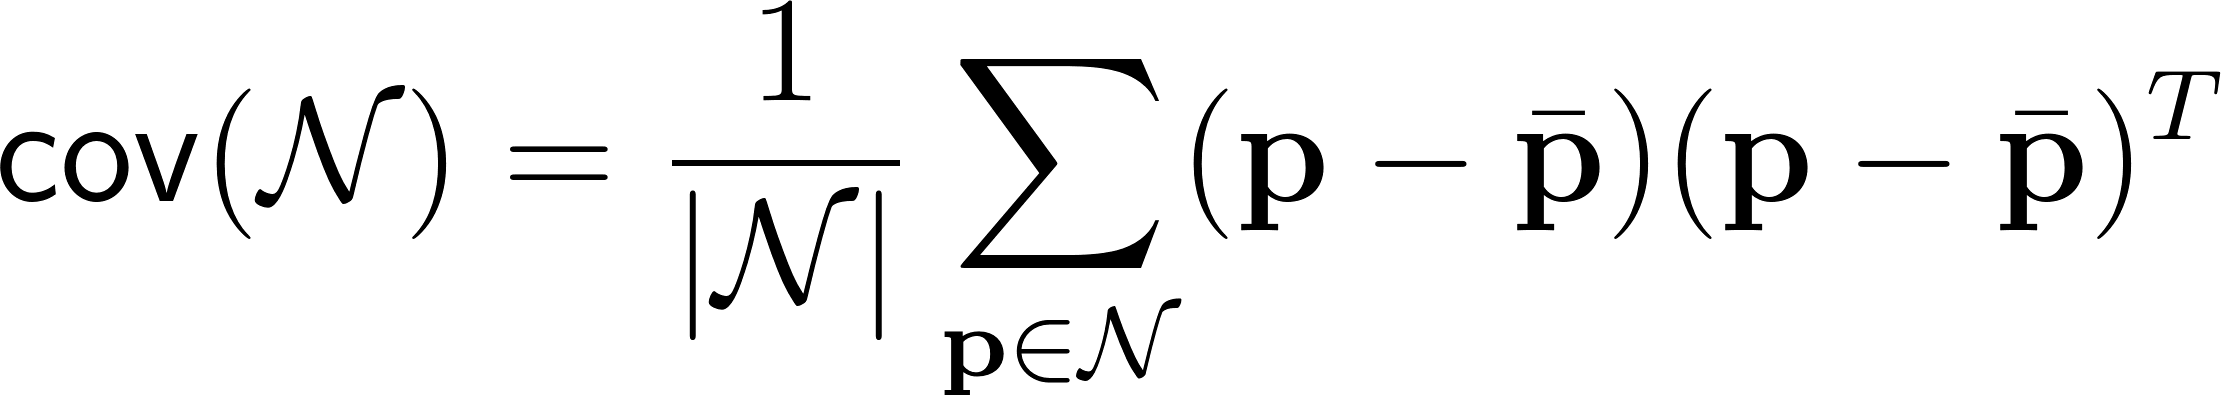 cov(𝒩) = 1/|𝒩| ∑_{𝐩∈𝒩} (𝐩 − 𝐩̄)(𝐩 − 𝐩̄)^T